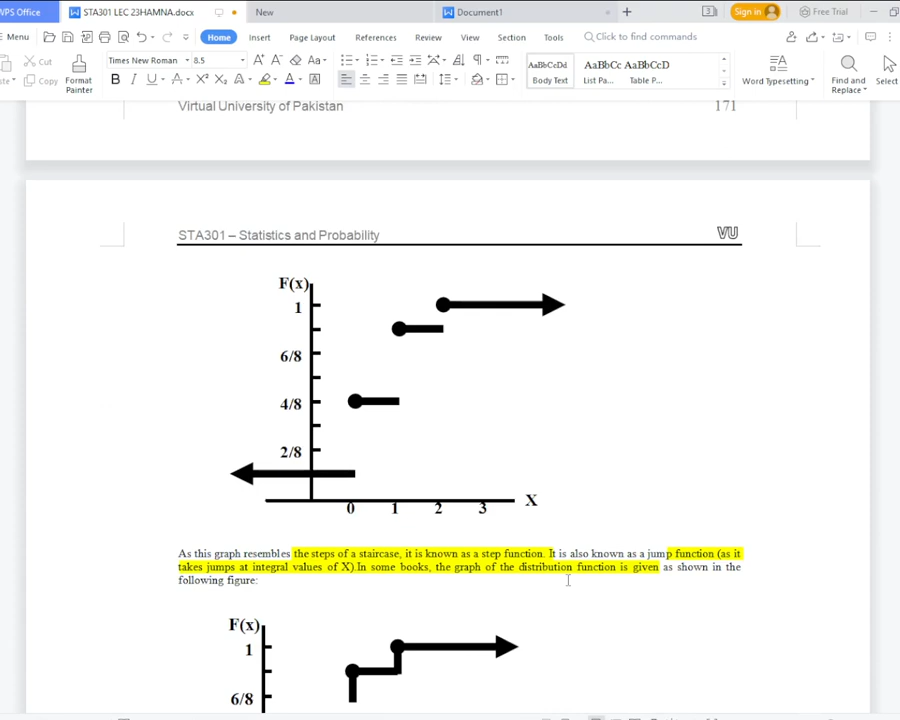 WPS Office
STA301 LEC 23HAMNA.docx
New
Document1
Sign in
Free Trial
Menu
Home
Insert
Page Layout
References
Review
View
Section
Tools
Click to find commands
Cut
Copy
Format
Painter
Times New Roman
8.5
AaBbCcDd
Body Text
AaBbCc
List Pa...
AaBbCcD
Table P...
Word Typesetting
Find and
Replace
Select
Virtual University of Pakistan 171
STA301 – Statistics and Probability VU
F(x)
1
6/8
4/8
2/8
0 1 2 3 X
As this graph resembles the steps of a staircase, it is known as a step function. It is also known as a jump function (as it
takes jumps at integral values of X).In some books, the graph of the distribution function is given as shown in the
following figure:
F(x)
1
6/8